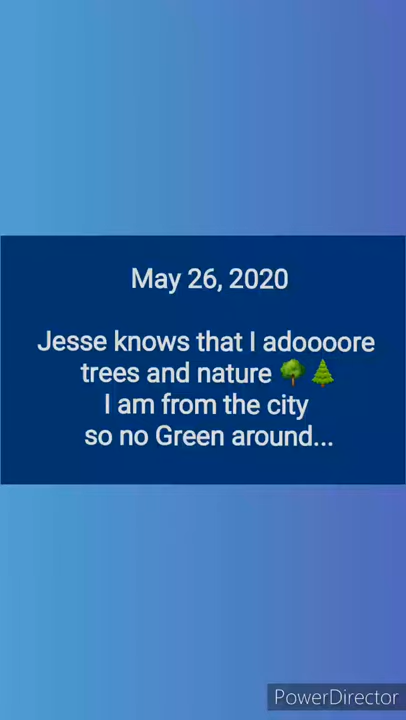 May 26, 2020
Jesse knows that I adoooore
trees and nature 🌳🌲
I am from the city
so no Green around...
PowerDirector